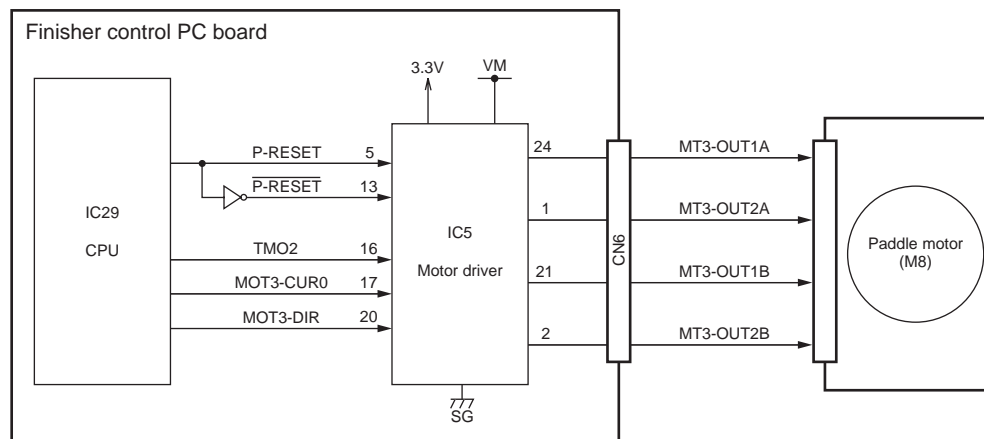 Finisher control PC board
3.3V
VM
P-RESET 5
P-RESET 13
IC29
CPU
TMO2 16
MOT3-CUR0 17
MOT3-DIR 20
IC5
Motor driver
SG
24
1
21
2
CN6
MT3-OUT1A
MT3-OUT2A
MT3-OUT1B
MT3-OUT2B
Paddle motor
(M8)